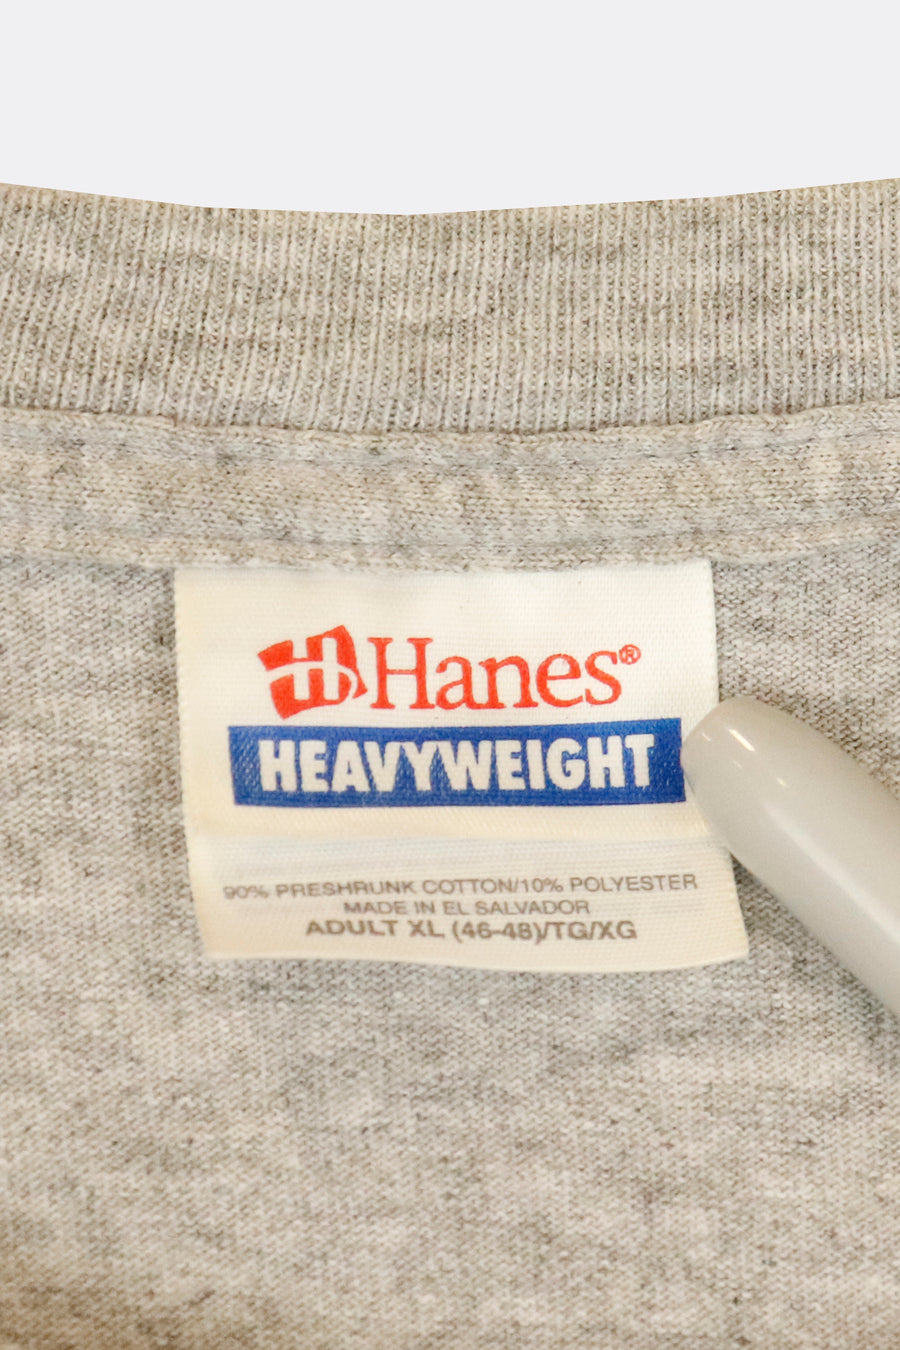 Hanes®
HEAVYWEIGHT
90% PRESHRUNK COTTON/10% POLYESTER
MADE IN EL SALVADOR
ADULT XL (46-48)/TG/XG